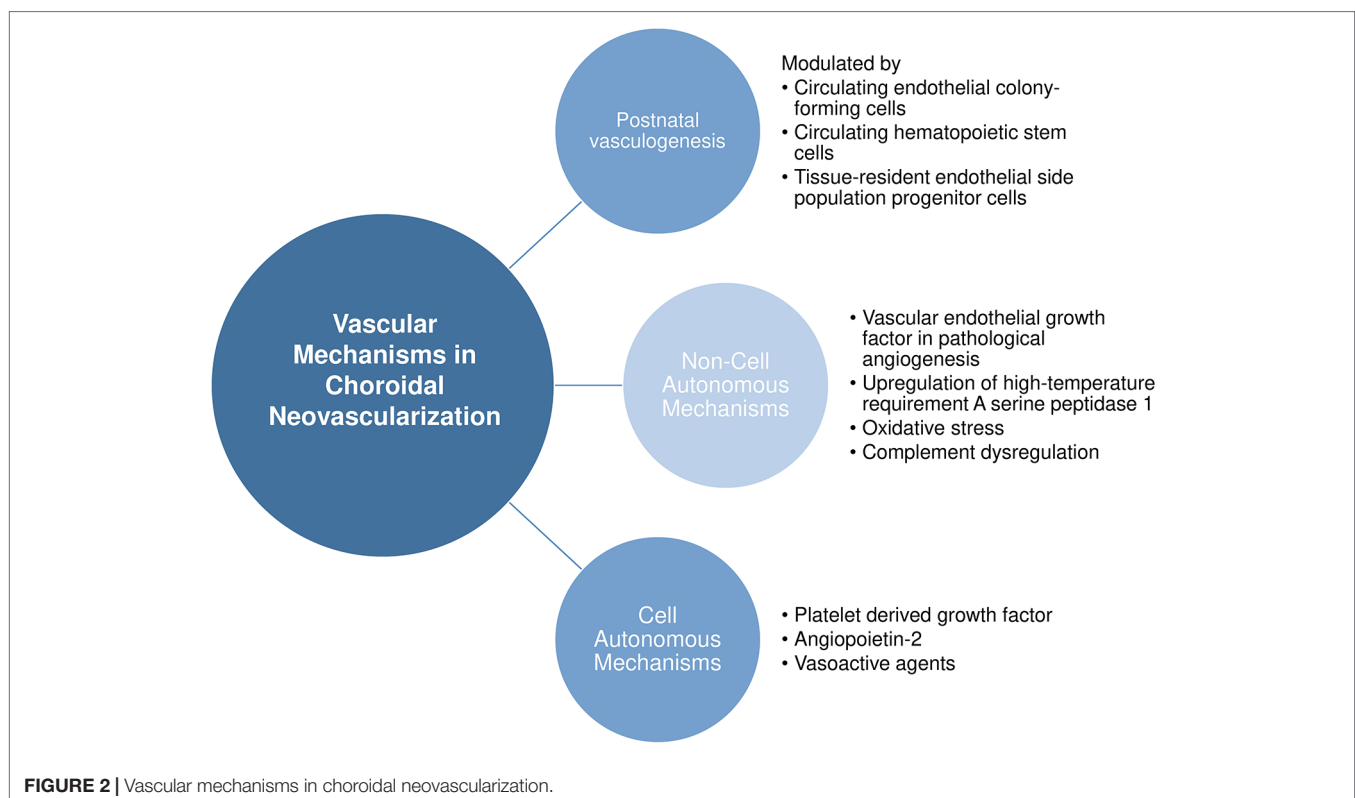 Postnatal
vasculogenesis
Modulated by
• Circulating endothelial colony-
forming cells
• Circulating hematopoietic stem
cells
• Tissue-resident endothelial side
population progenitor cells
Vascular
Mechanisms in
Choroidal
Neovascularization
Non-Cell
Autonomous
Mechanisms
• Vascular endothelial growth
factor in pathological
angiogenesis
• Upregulation of high-temperature
requirement A serine peptidase 1
• Oxidative stress
• Complement dysregulation
Cell
Autonomous
Mechanisms
• Platelet derived growth factor
• Angiopoietin-2
• Vasoactive agents
FIGURE 2 | Vascular mechanisms in choroidal neovascularization.